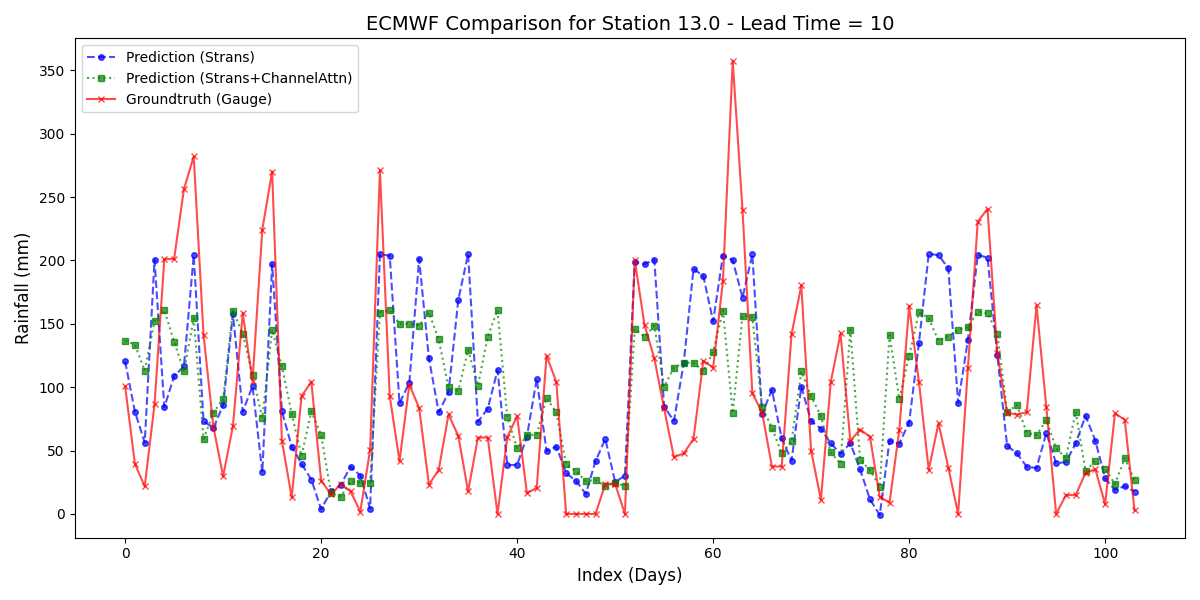 ECMWF Comparison for Station 13.0 - Lead Time = 10
Prediction (Strans)
Prediction (Strans+ChannelAttn)
Groundtruth (Gauge)
Rainfall (mm)
350
300
250
200
150
100
50
0
0 20 40 60 80 100
Index (Days)